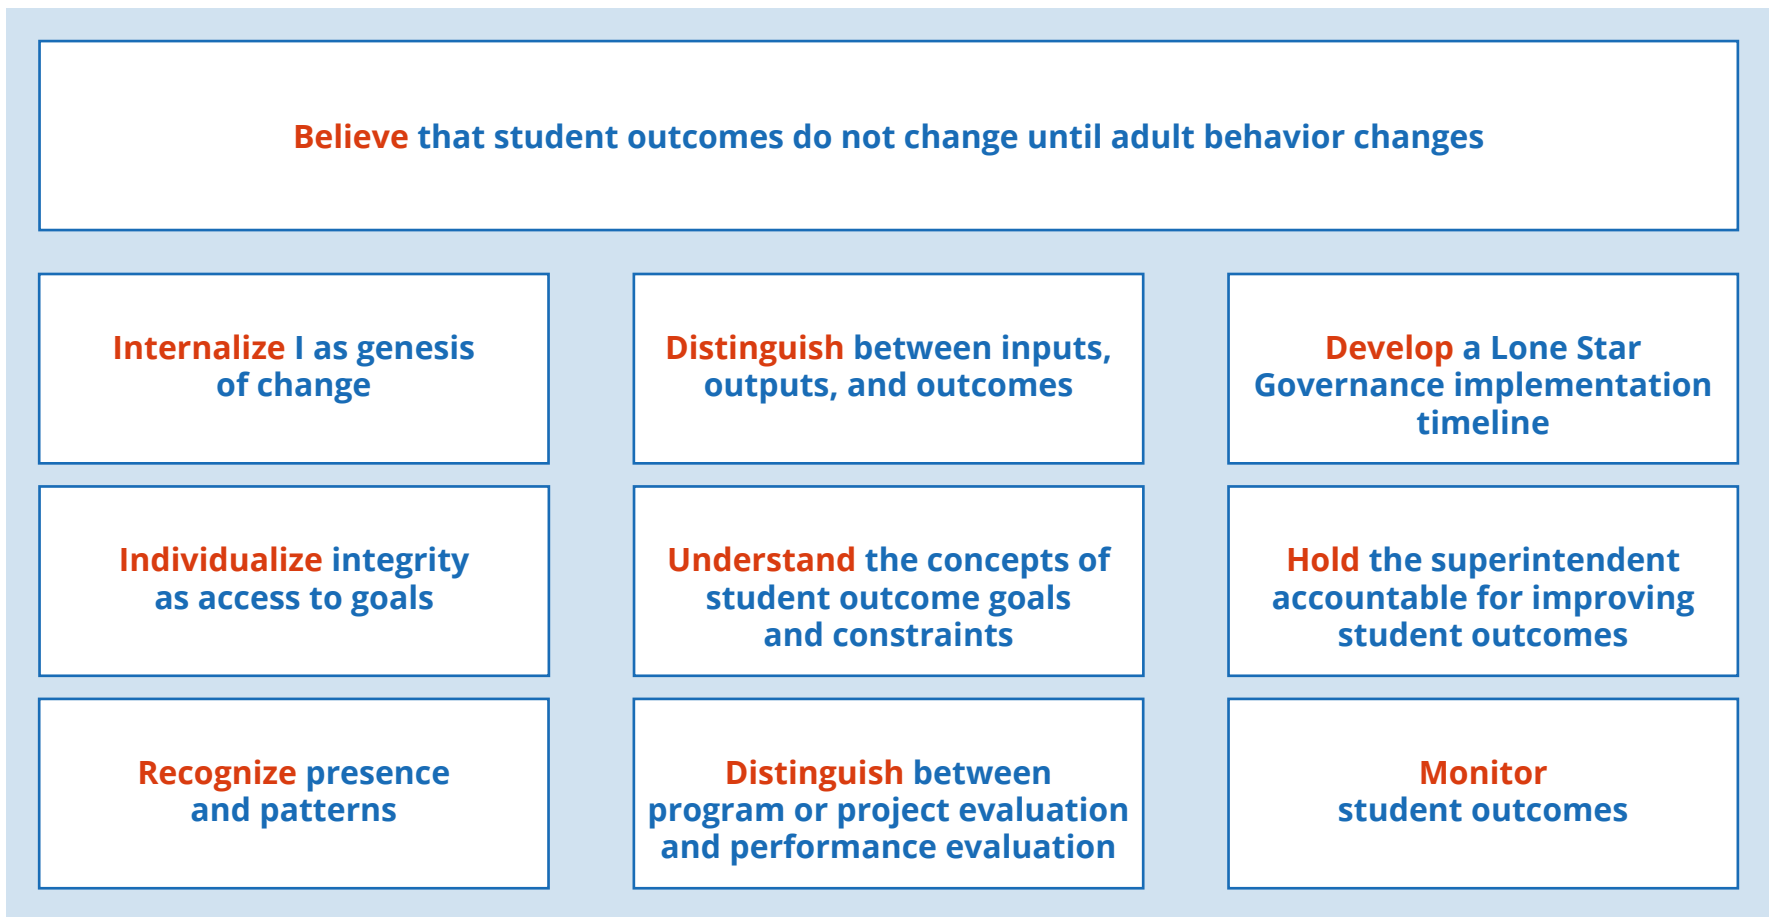 Believe that student outcomes do not change until adult behavior changes
Internalize I as genesis
of change
Distinguish between inputs,
outputs, and outcomes
Develop a Lone Star
Governance implementation
timeline
Individualize integrity
as access to goals
Understand the concepts of
student outcome goals
and constraints
Hold the superintendent
accountable for improving
student outcomes
Recognize presence
and patterns
Distinguish between
program or project evaluation
and performance evaluation
Monitor
student outcomes